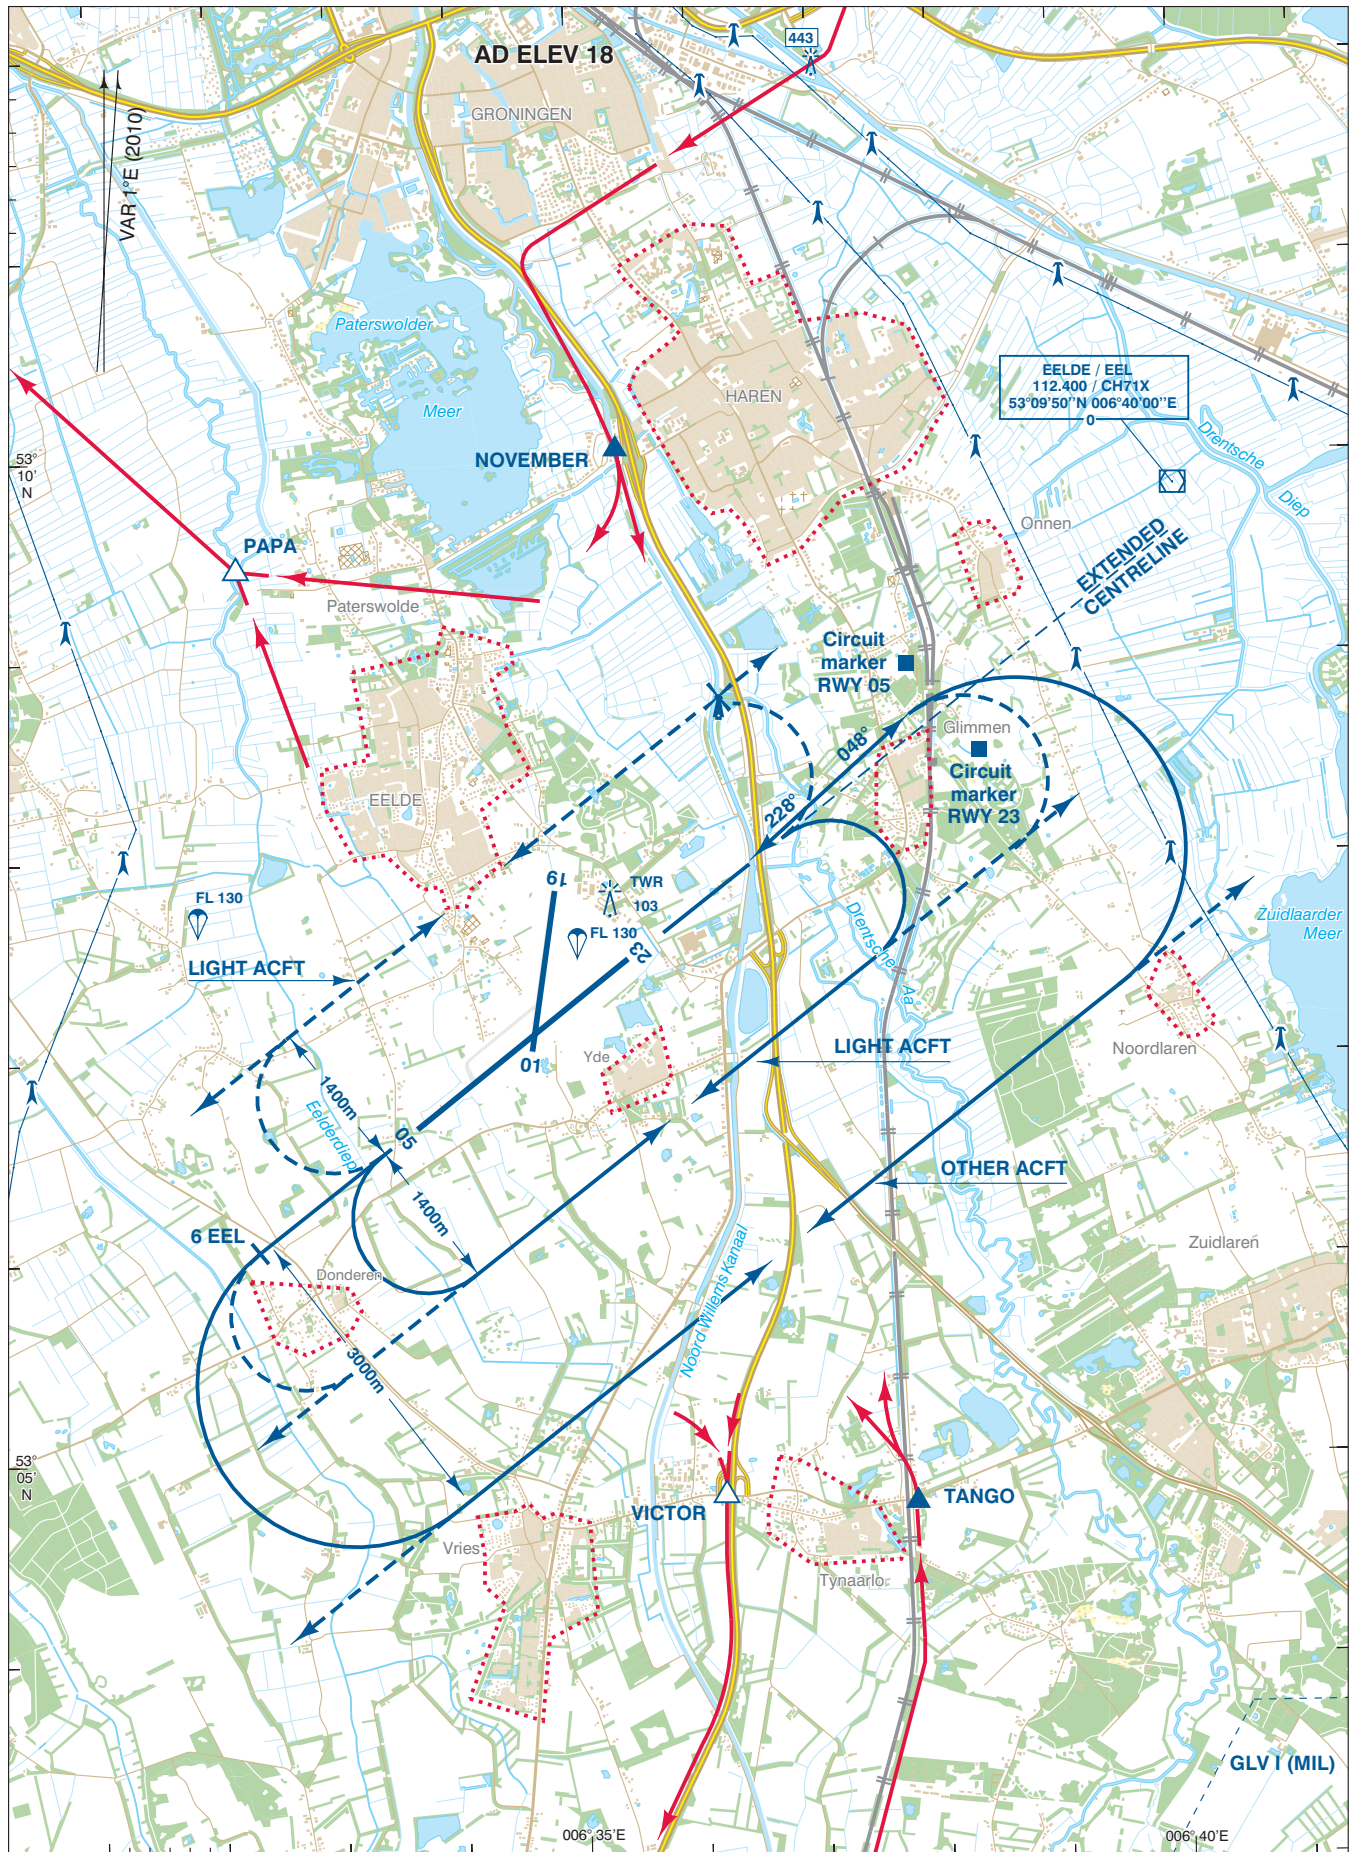 AD ELEV 18
443
GRONINGEN
VAR 1°E (2010)
Paterswolder
Meer
HAREN
EELDE / EEL
112.400 / CH71X
53°09'50''N 006°40'00''E
0
Drentsche
Diep
NOVEMBER
53°
10'
N
Onnen
EXTENDED
CENTRELINE
PAPA
Paterswolde
Circuit
marker
RWY 05
Glimmen
048°
228°
Circuit
marker
RWY 23
EELDE
19
TWR
103
FL 130
FL 130
23
Drentsche Aa
Zuidlaarder
Meer
LIGHT ACFT
01
Yde
LIGHT ACFT
Noordlaren
1400m
Eelderdiep
05
OTHER ACFT
1400m
6 EEL
Donderen
Noord Willems Kanaal
Zuidlaren
3000m
53°
05'
N
VICTOR
TANGO
Vries
Tynaarlo
GLV I (MIL)
006°35'E
006°40'E